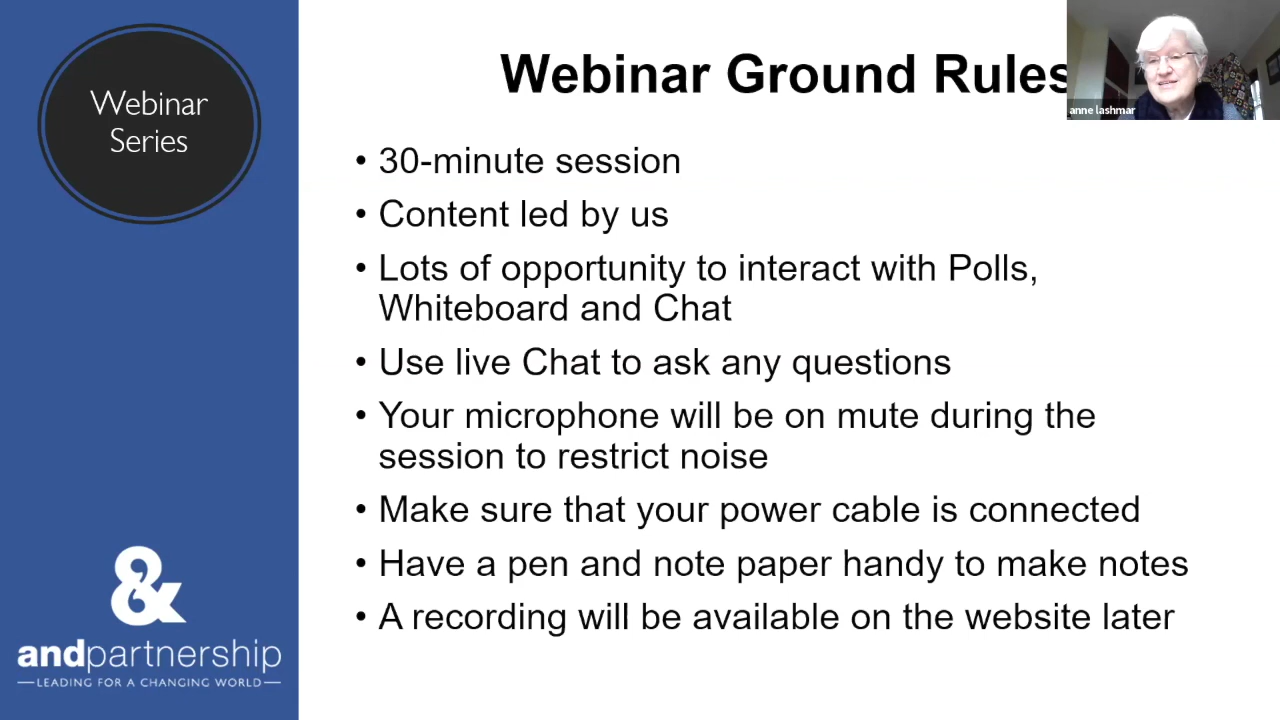 Webinar
Series
Webinar Ground Rules
anne lashmar
• 30-minute session
• Content led by us
• Lots of opportunity to interact with Polls,
Whiteboard and Chat
• Use live Chat to ask any questions
• Your microphone will be on mute during the
session to restrict noise
• Make sure that your power cable is connected
• Have a pen and note paper handy to make notes
• A recording will be available on the website later
&
andpartnership
LEADING FOR A CHANGING WORLD